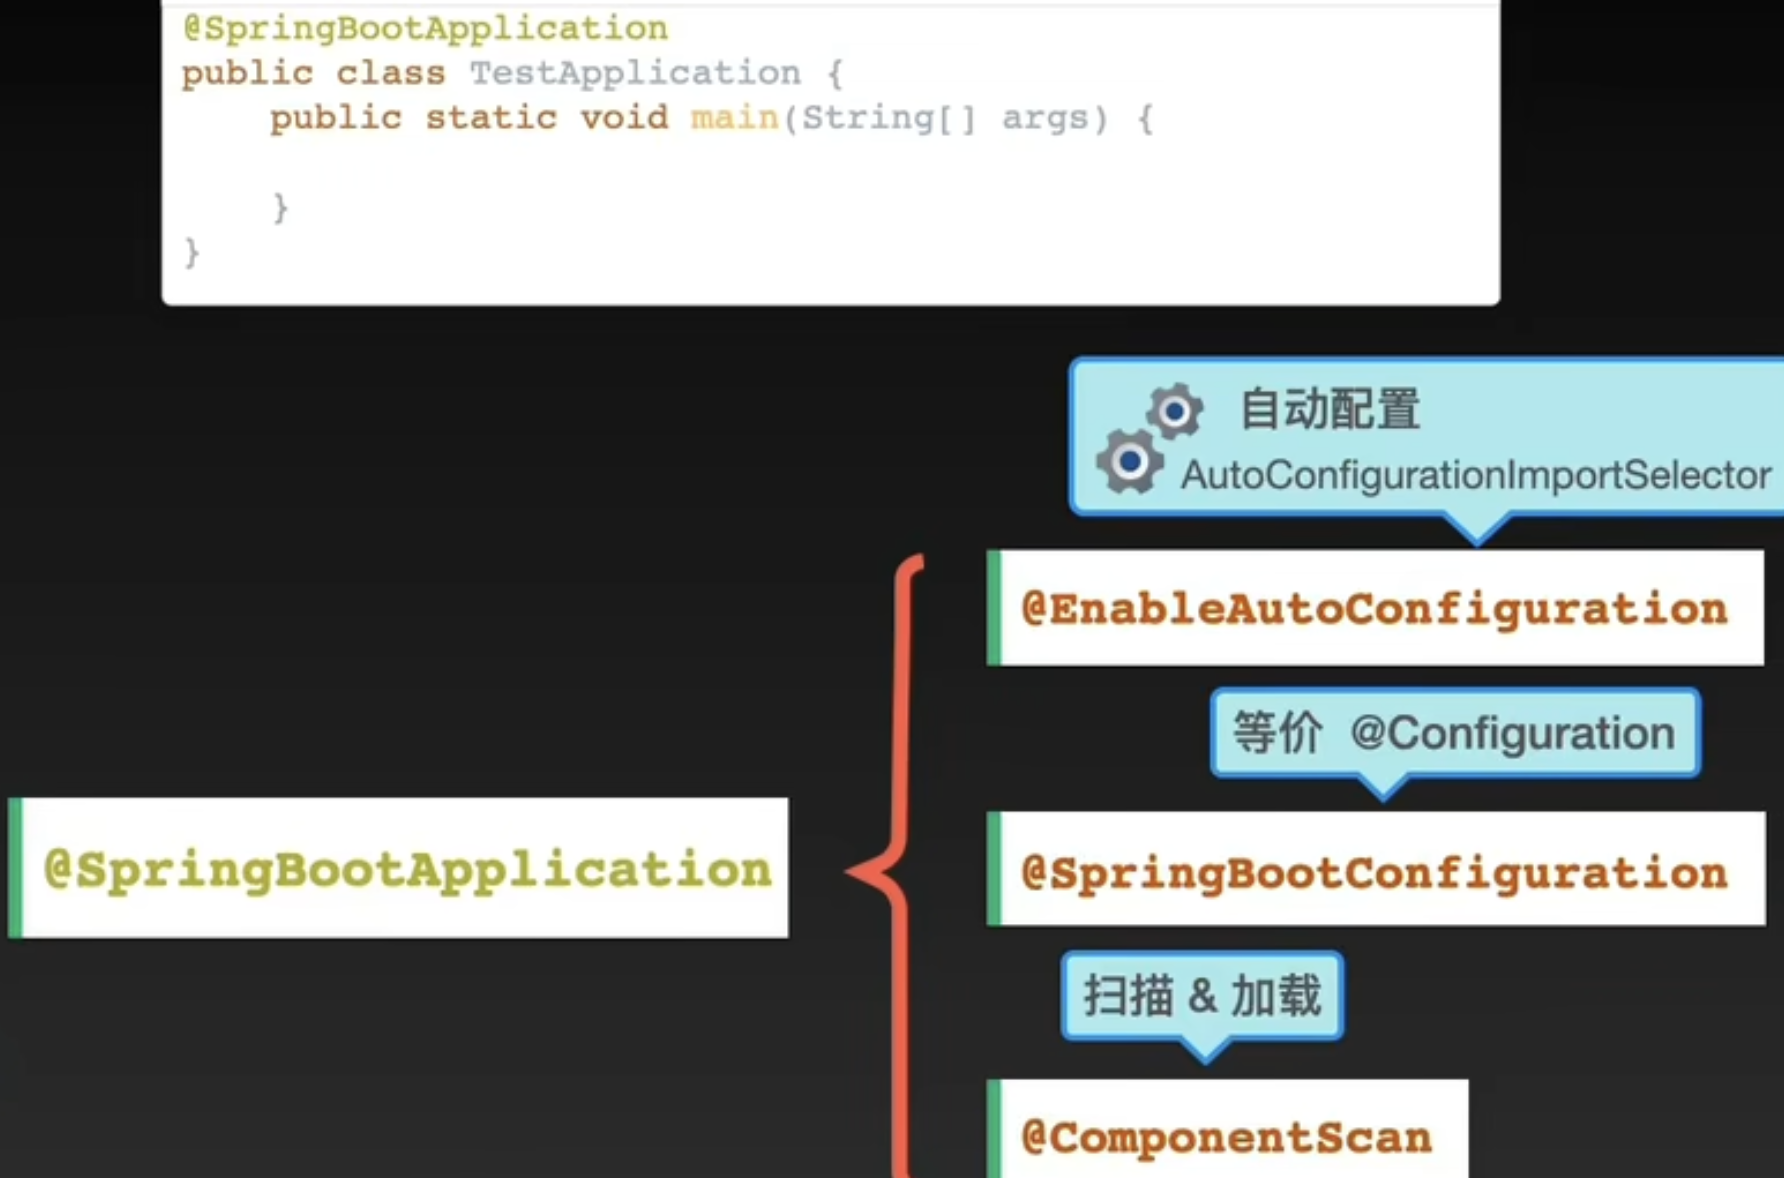 @SpringBootApplication
public class TestApplication {
    public static void main(String[] args) {
    }
}
自动配置
AutoConfigurationImportSelector
@EnableAutoConfiguration
等价 @Configuration
@SpringBootApplication
@SpringBootConfiguration
扫描 & 加载
@ComponentScan